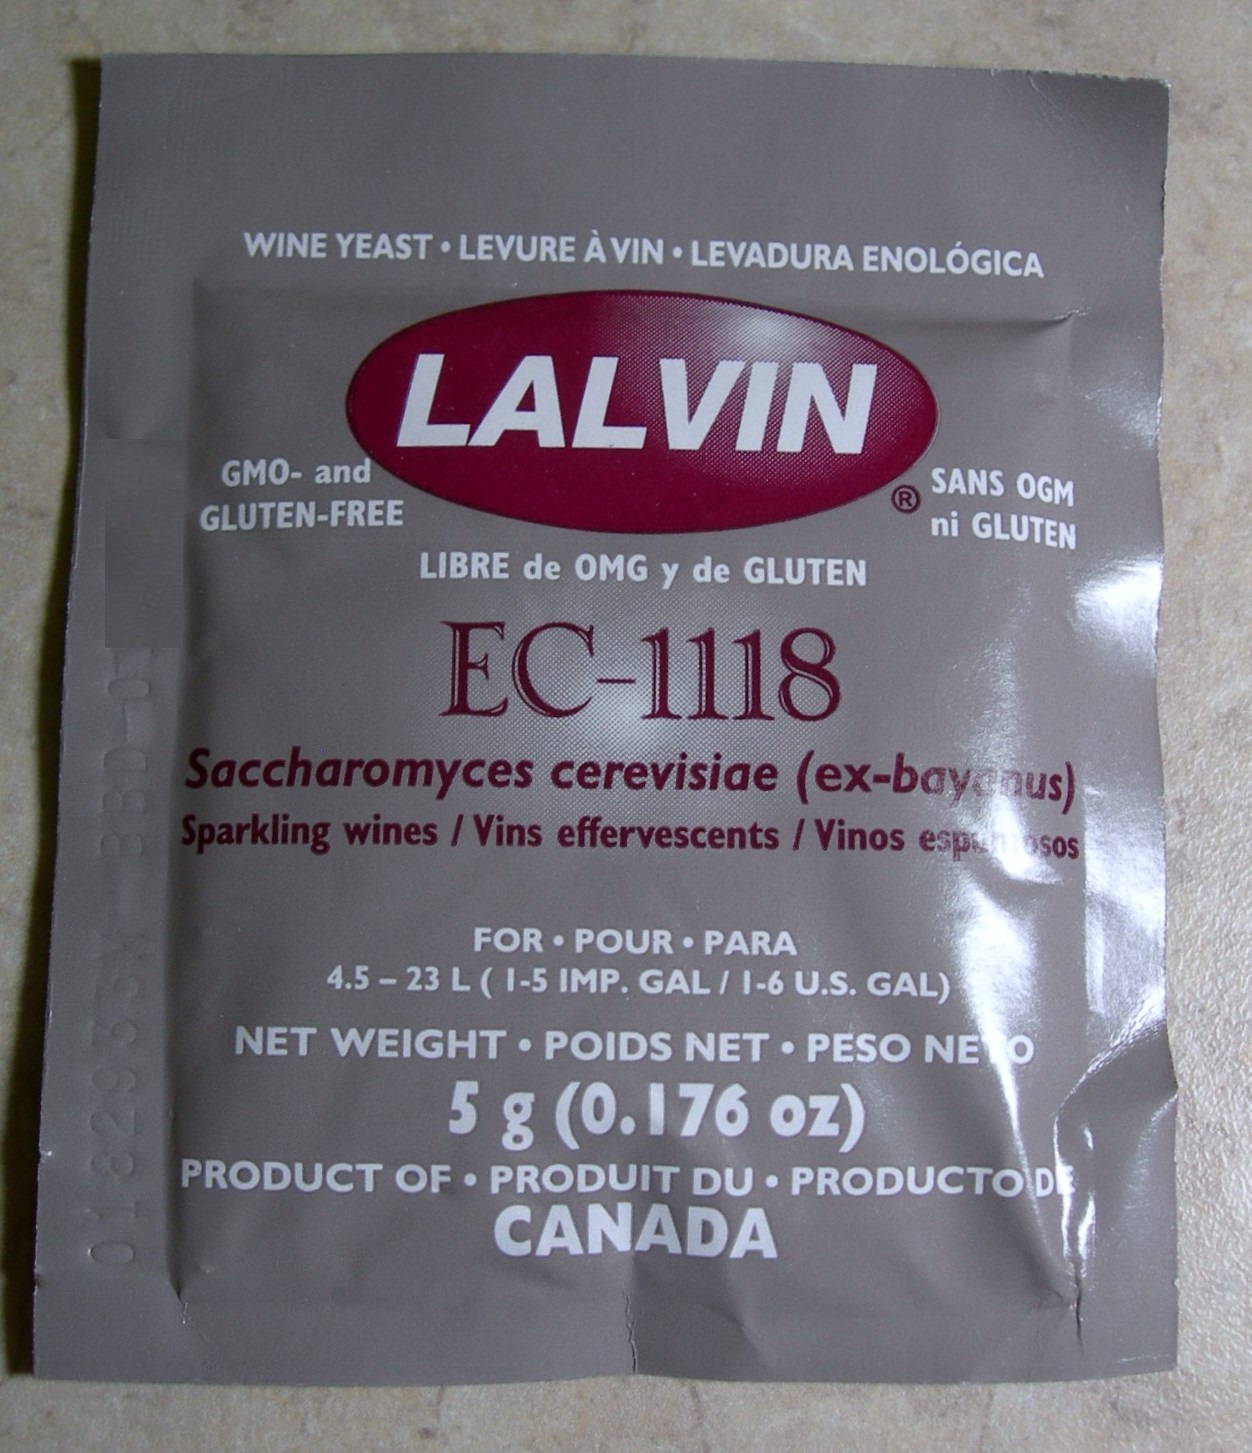 WINE YEAST • LEVURE À VIN • LEVADURA ENOLÓGICA
LALVIN
®
GMO- and
GLUTEN-FREE
SANS OGM
ni GLUTEN
LIBRE de OMG y de GLUTEN
EC-1118
Saccharomyces cerevisiae (ex-bayanus)
Sparkling wines / Vins effervescents / Vinos espumosos
FOR • POUR • PARA
4.5 – 23 L ( 1-5 IMP. GAL / 1-6 U.S. GAL)
NET WEIGHT • POIDS NET • PESO NETO
5 g (0.176 oz)
PRODUCT OF • PRODUIT DU • PRODUCTO DE
CANADA